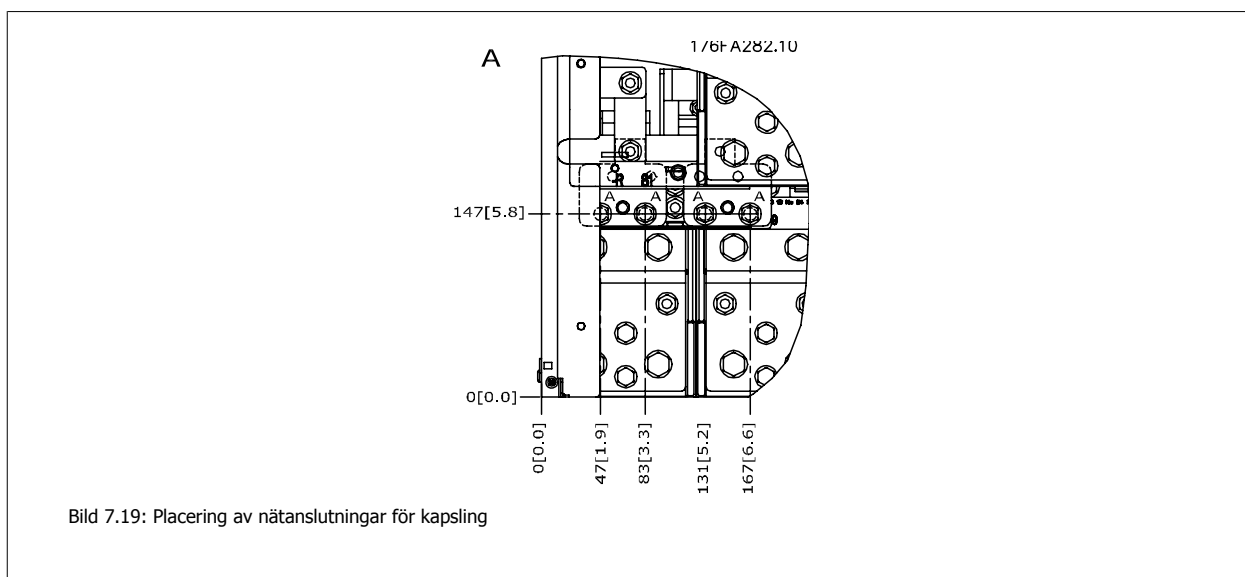 176FA282.10
A
A A A A
147[5.8]
0[0.0]
0[0.0]
47[1.9]
83[3.3]
131[5.2]
167[6.6]
Bild 7.19: Placering av nätanslutningar för kapsling